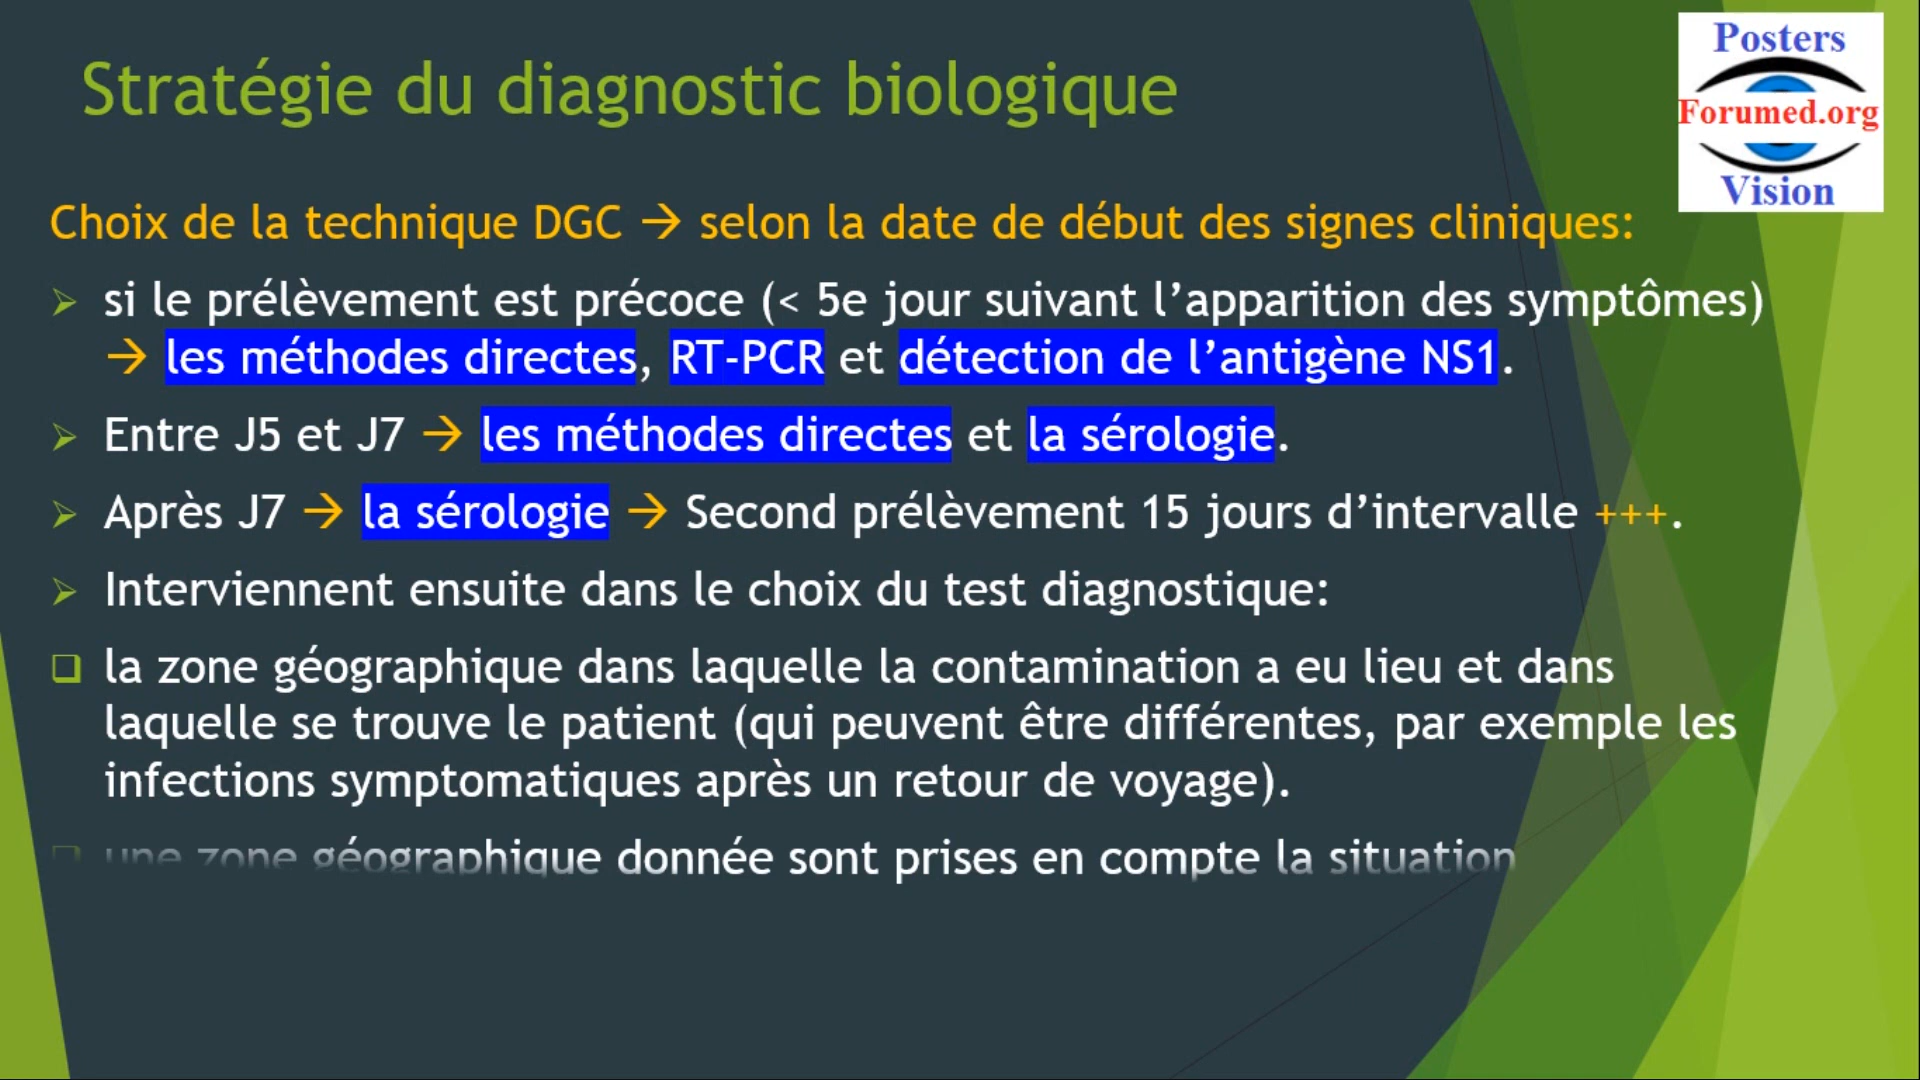 Stratégie du diagnostic biologique
Posters
Forumed.org
Vision
Choix de la technique DGC → selon la date de début des signes cliniques:
➢ si le prélèvement est précoce (< 5e jour suivant l’apparition des symptômes)
→ les méthodes directes, RT-PCR et détection de l’antigène NS1.
➢ Entre J5 et J7 → les méthodes directes et la sérologie.
➢ Après J7 → la sérologie → Second prélèvement 15 jours d’intervalle +++.
➢ Interviennent ensuite dans le choix du test diagnostique:
❑ la zone géographique dans laquelle la contamination a eu lieu et dans
laquelle se trouve le patient (qui peuvent être différentes, par exemple les
infections symptomatiques après un retour de voyage).
❑ une zone géographique donnée sont prises en compte la situation